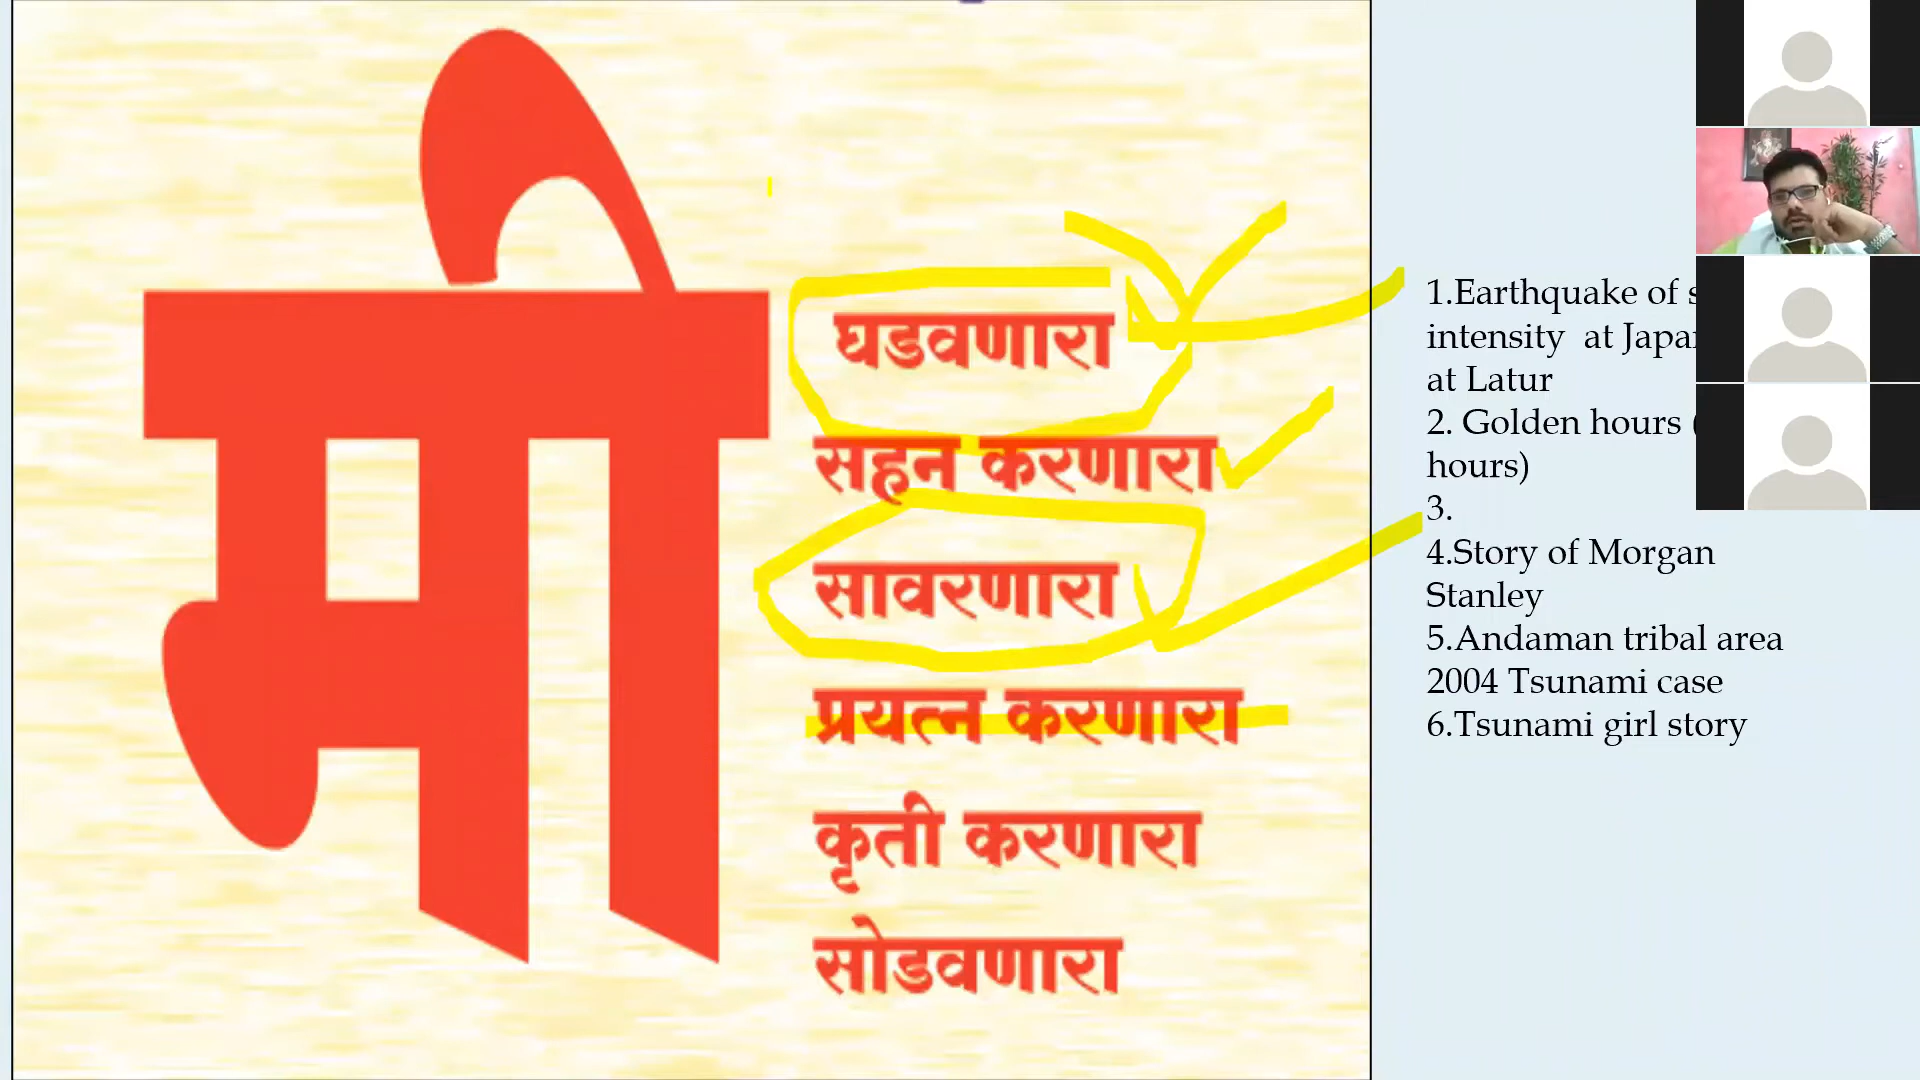 मी
घडवणारा
सहन करणारा
सावरणारा
प्रयत्न करणारा
कृती करणारा
सोडवणारा
1.Earthquake of
intensity at
at Latur
2. Golden hours (
hours)
3.
4.Story of Morgan
Stanley
5.Andaman tribal area
2004 Tsunami case
6.Tsunami girl story